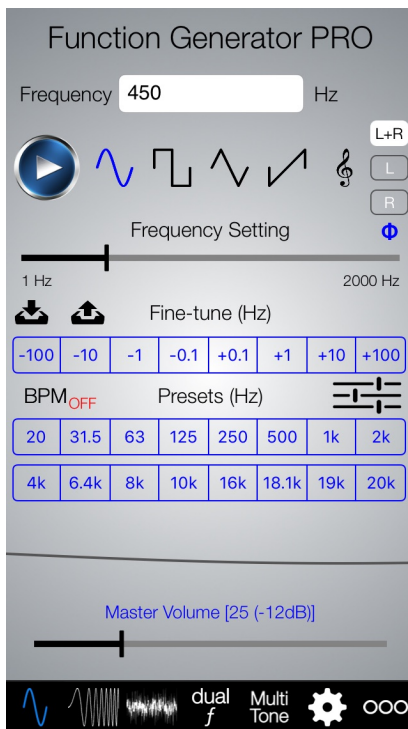 Function Generator PRO
Frequency 450 Hz
L+R
L
R
Frequency Setting Φ
1 Hz 2000 Hz
Fine-tune (Hz)
-100 -10 -1 -0.1 +0.1 +1 +10 +100
BPM OFF Presets (Hz)
20 31.5 63 125 250 500 1k 2k
4k 6.4k 8k 10k 16k 18.1k 19k 20k
Master Volume [25 (-12dB)]
dual Multi
f Tone